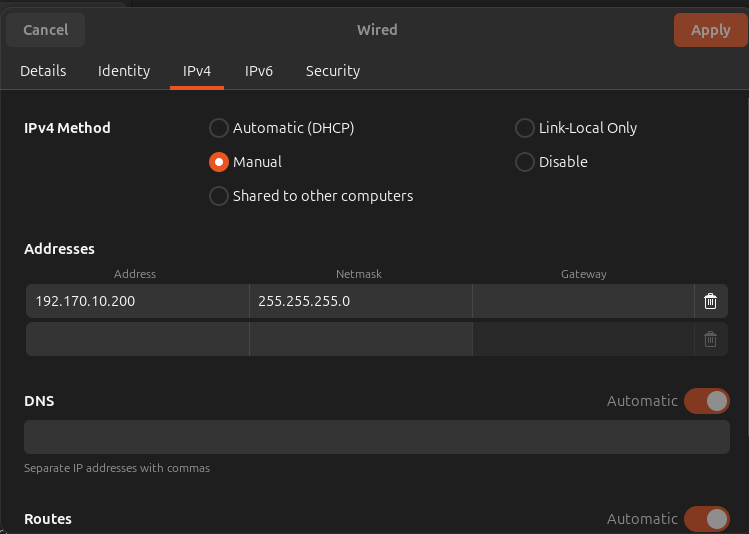 Cancel Wired Apply
Details Identity IPv4 IPv6 Security
IPv4 Method Automatic (DHCP) Link-Local Only
Manual Disable
Shared to other computers
Addresses
Address Netmask Gateway
192.170.10.200 255.255.255.0
DNS Automatic
Separate IP addresses with commas
Routes Automatic